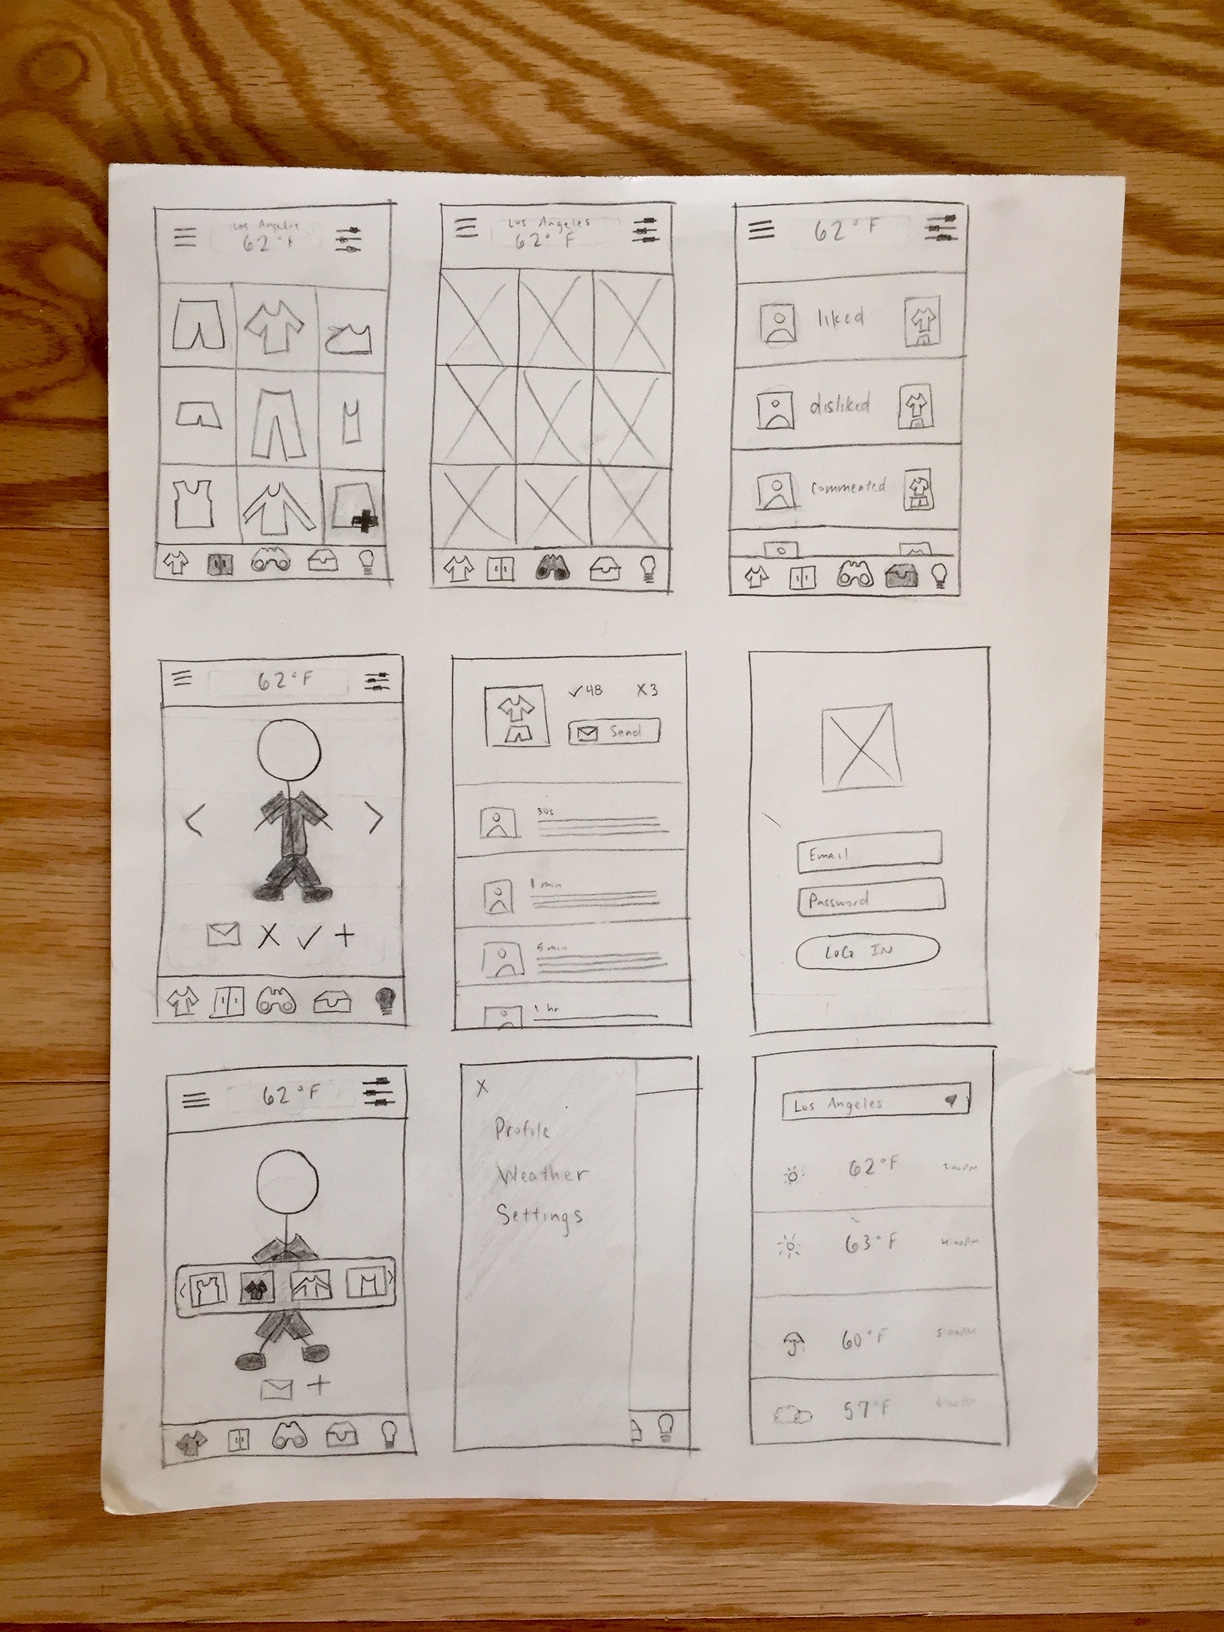 Los Angeles
62°F
Los Angeles
62°F
62°F
liked
disliked
commented
62°F
✓48 X3
Send
30s
1 min
5 min
1 hr
Email
Password
LOG IN
62°F
X
Profile
Weather
Settings
Los Angeles
62°F 3:00PM
63°F 4:00PM
60°F 5:00PM
57°F